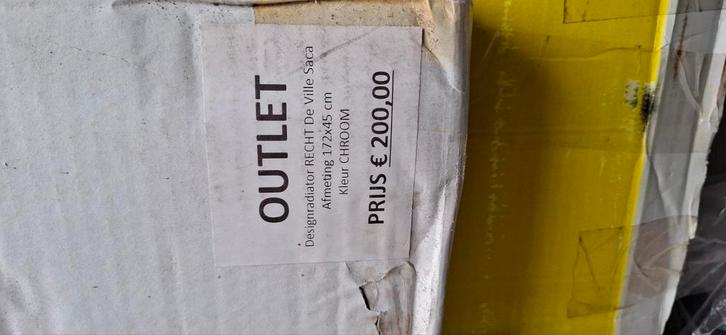 OUTLET
Designradiator RECHT De Ville Saca
Afmeting 172x45 cm
Kleur CHROOM
PRIJS € 200,00